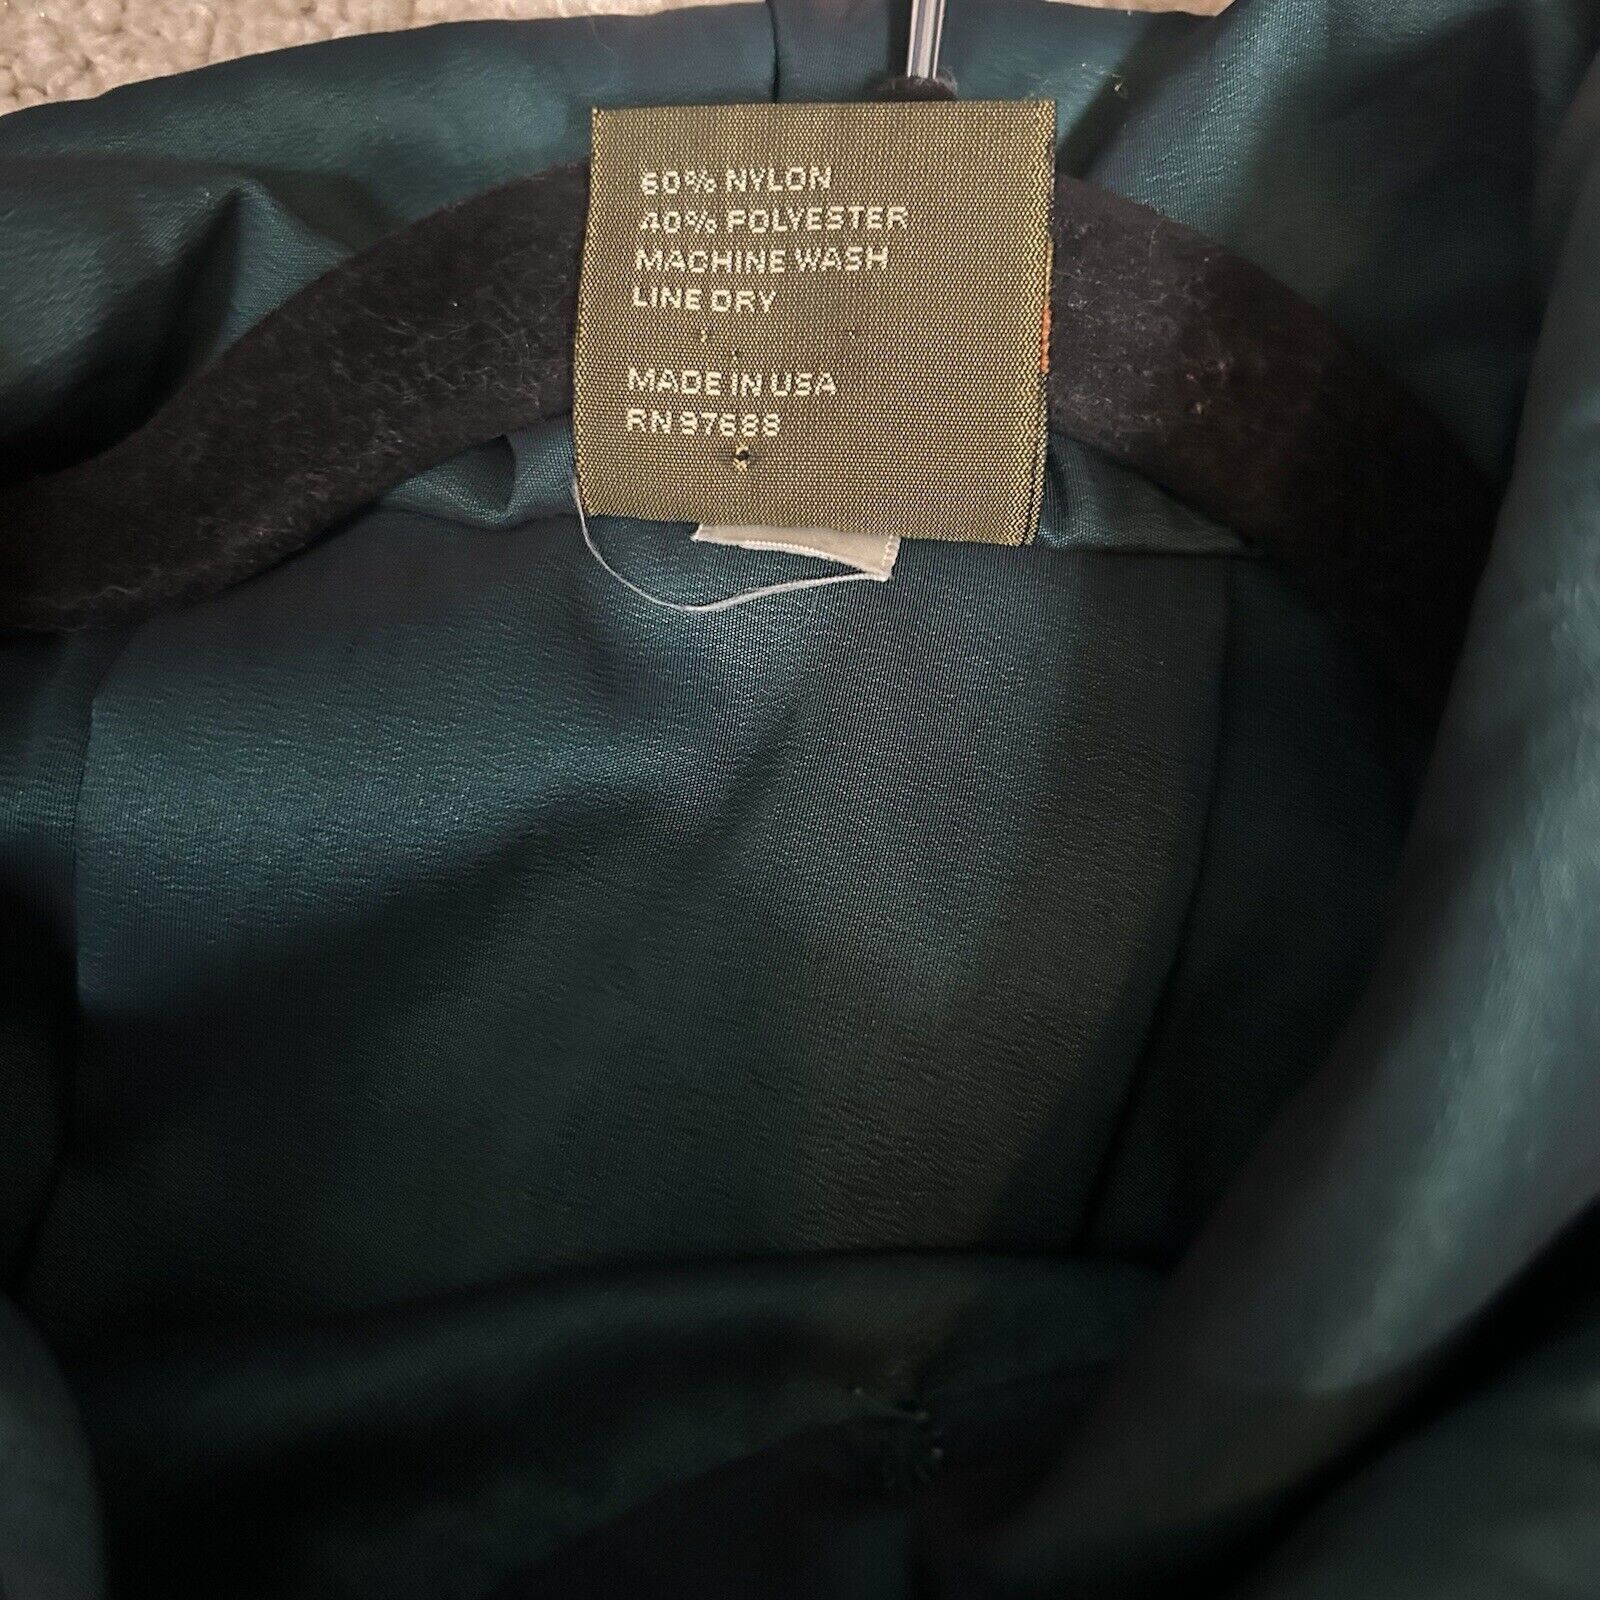 60% NYLON
40% POLYESTER
MACHINE WASH
LINE DRY
MADE IN USA
RN 97688